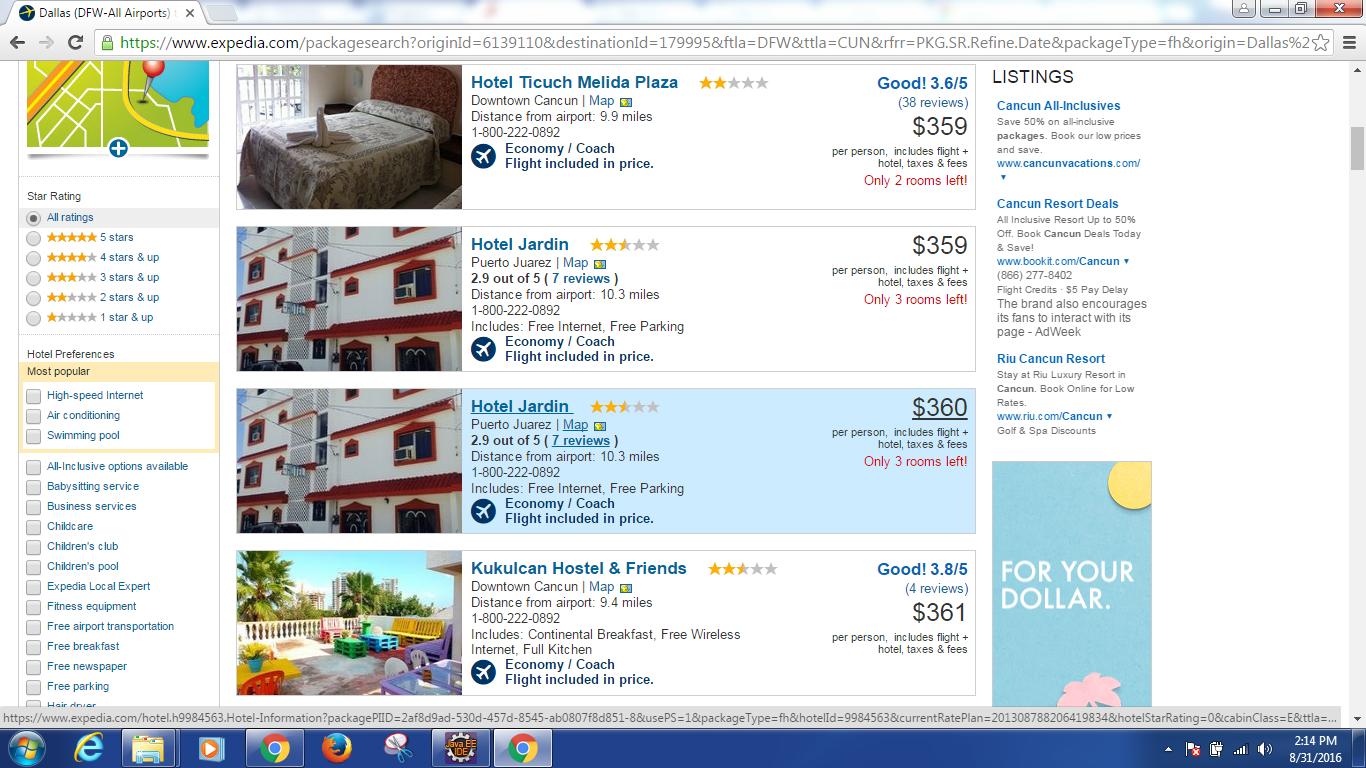 Dallas (DFW-All Airports) t
https://www.expedia.com/packagesearch?originId=6139110&destinationId=179995&ftla=DFW&ttla=CUN&rfrr=PKG.SR.Refine.Date&packageType=fh&origin=Dallas%2
Star Rating
All ratings
5 stars
4 stars & up
3 stars & up
2 stars & up
1 star & up
Hotel Preferences
Most popular
High-speed Internet
Air conditioning
Swimming pool
All-Inclusive options available
Babysitting service
Business services
Childcare
Children's club
Children's pool
Expedia Local Expert
Fitness equipment
Free airport transportation
Free breakfast
Free newspaper
Free parking
Hair dryer
Hotel Ticuch Melida Plaza
Downtown Cancun | Map
Distance from airport: 9.9 miles
1-800-222-0892
Economy / Coach
Flight included in price.
Good! 3.6/5
(38 reviews)
$359
per person, includes flight +
hotel, taxes & fees
Only 2 rooms left!
Hotel Jardin
Puerto Juarez | Map
2.9 out of 5 ( 7 reviews )
Distance from airport: 10.3 miles
1-800-222-0892
Includes: Free Internet, Free Parking
Economy / Coach
Flight included in price.
$359
per person, includes flight +
hotel, taxes & fees
Only 3 rooms left!
Hotel Jardin
Puerto Juarez | Map
2.9 out of 5 ( 7 reviews )
Distance from airport: 10.3 miles
1-800-222-0892
Includes: Free Internet, Free Parking
Economy / Coach
Flight included in price.
$360
per person, includes flight +
hotel, taxes & fees
Only 3 rooms left!
Kukulcan Hostel & Friends
Downtown Cancun | Map
Distance from airport: 9.4 miles
1-800-222-0892
Includes: Continental Breakfast, Free Wireless
Internet, Full Kitchen
Economy / Coach
Flight included in price.
Good! 3.8/5
(4 reviews)
$361
per person, includes flight +
hotel, taxes & fees
LISTINGS
Cancun All-Inclusives
Save 50% on all-inclusive
packages. Book our low prices
and save.
www.cancunvacations.com/
Cancun Resort Deals
All Inclusive Resort Up to 50%
Off. Book Cancun Deals Today
& Save!
www.bookit.com/Cancun
(866) 277-8402
Flight Credits · $5 Pay Delay
The brand also encourages
its fans to interact with its
page - AdWeek
Riu Cancun Resort
Stay at Riu Luxury Resort in
Cancun. Book Online for Low
Rates.
www.riu.com/Cancun
Golf & Spa Discounts
FOR YOUR
DOLLAR.
https://www.expedia.com/hotel.h9984563.Hotel-Information?packagePIID=2af8d9ad-530d-457d-8545-ab0807f8d851-8&usePS=1&packageType=fh&hotelId=9984563&currentRatePlan=201308788206419834&hotelStarRating=0&cabinClass=E&ttla=...
Java EE
IDE
2:14 PM
8/31/2016